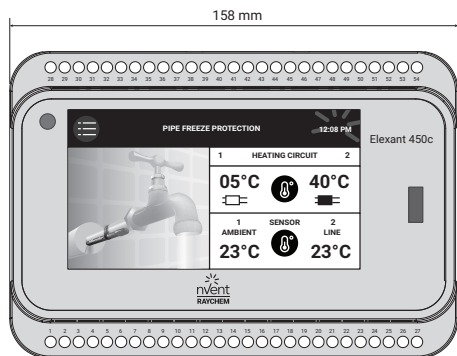 158 mm
28 29 30 31 32 33 34 35 36 37 38 39 40 41 42 43 44 45 46 47 48 49 50 51 52 53 54
PIPE FREEZE PROTECTION 12:08 PM
Elexant 450c
1 HEATING CIRCUIT 2
05°C 40°C
1 SENSOR 2
AMBIENT LINE
23°C 23°C
nvent
RAYCHEM
1 2 3 4 5 6 7 8 9 10 11 12 13 14 15 16 17 18 19 20 21 22 23 24 25 26 27